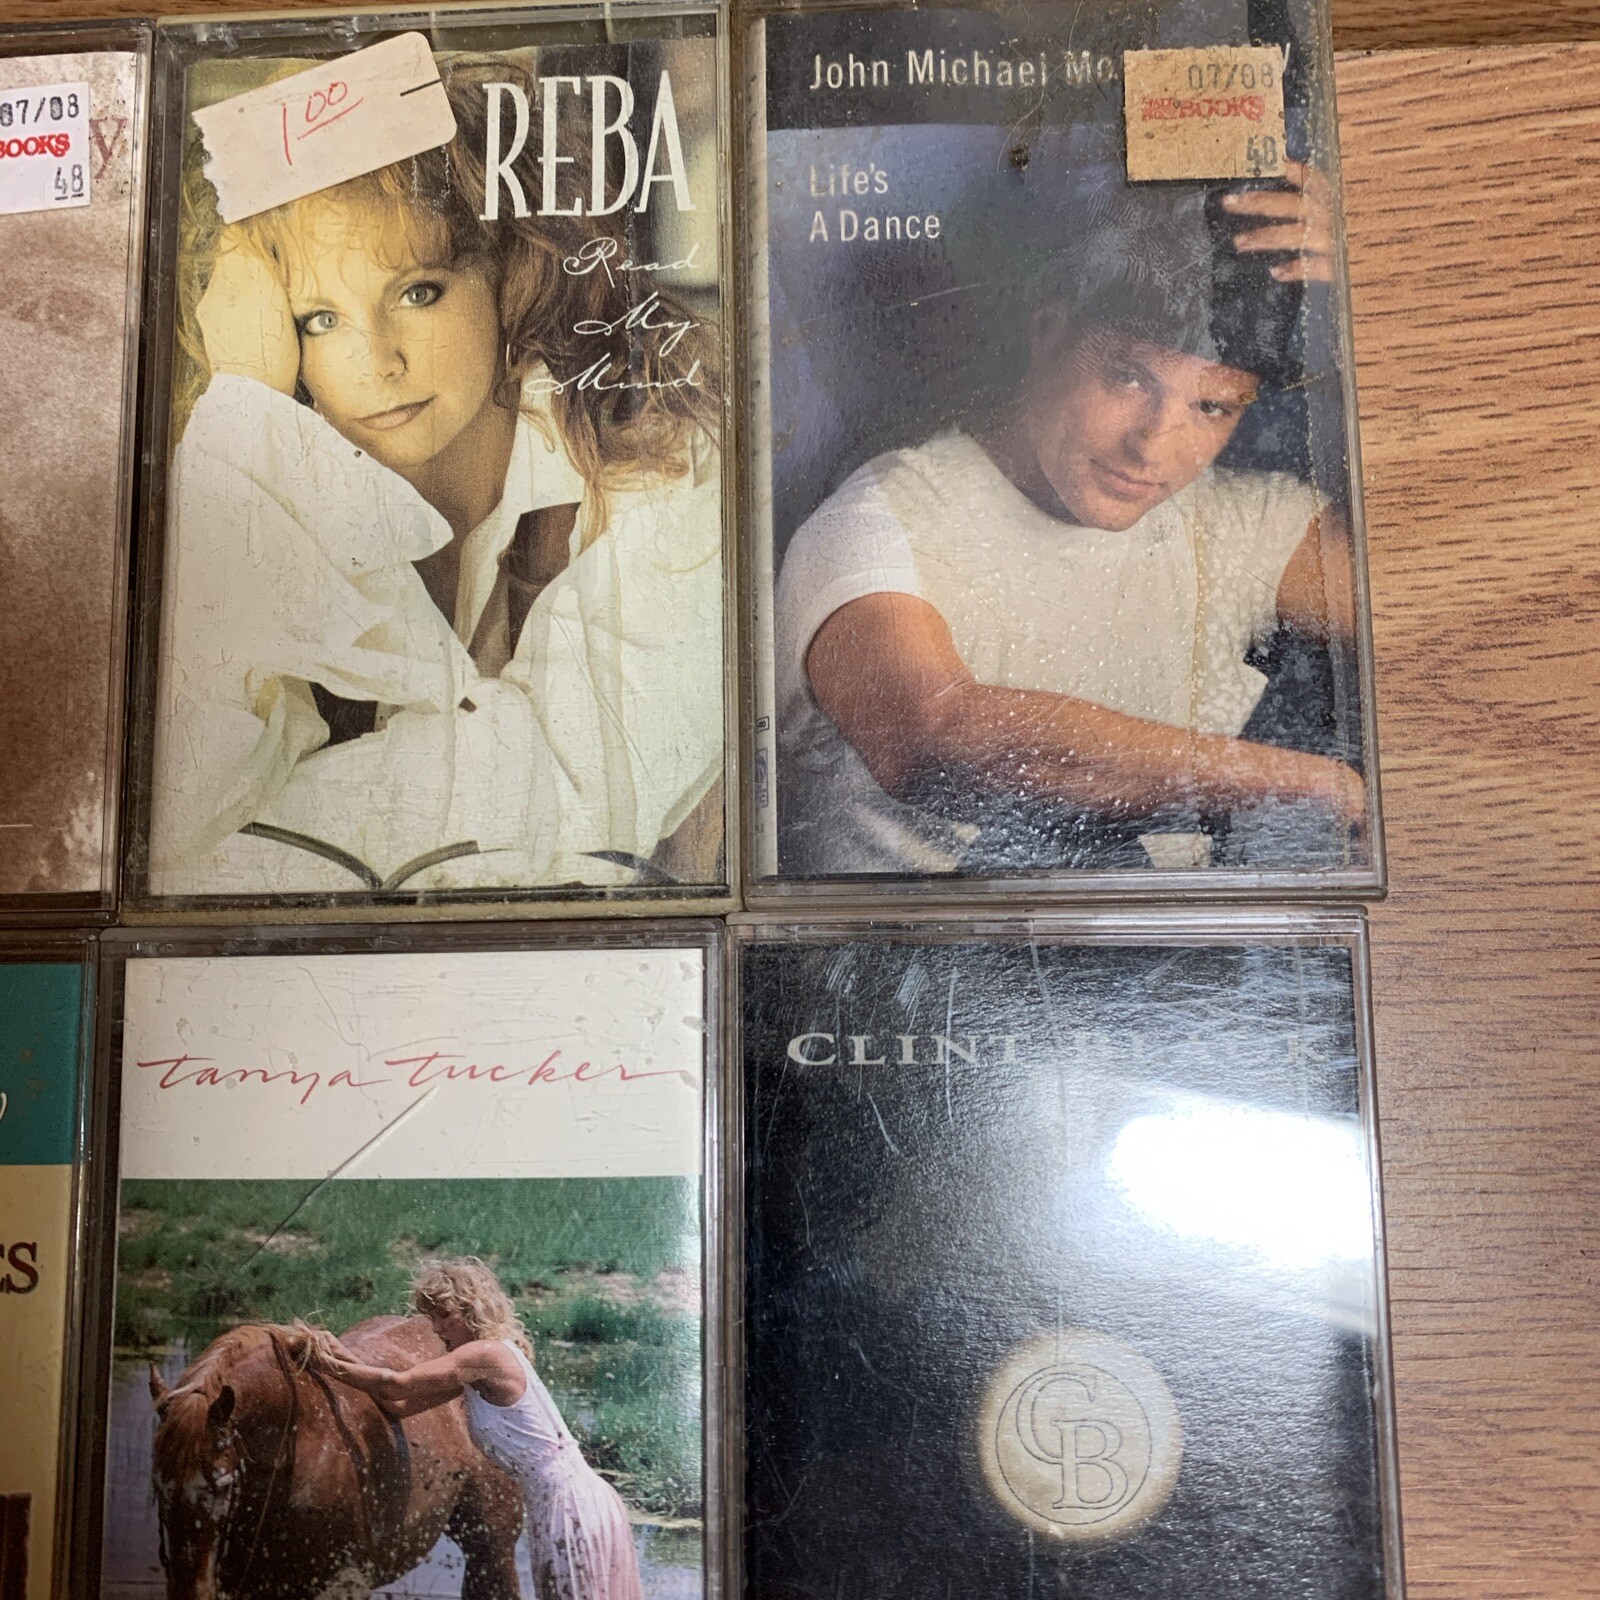 07/08
BOOKS
48
y
1.00
REBA
Read
My
Mind
John Michael Mo
y
07/08
BOOKS
48
Life's
A Dance
ES
tanya tucker
CLINT BLACK
CB